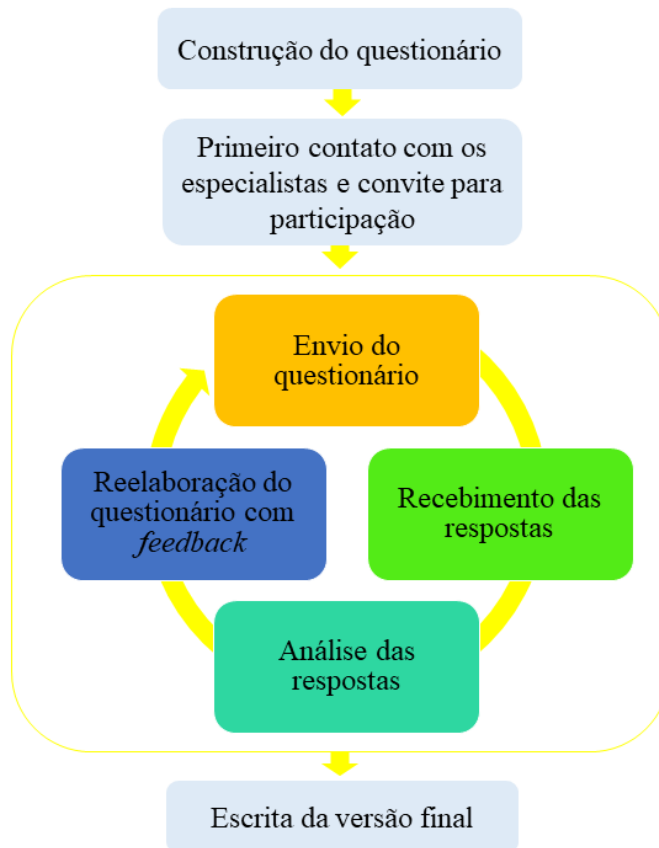 Construção do questionário
Primeiro contato com os
especialistas e convite para
participação
Envio do
questionário
Recebimento das
respostas
Análise das
respostas
Reelaboração do
questionário com
feedback
Escrita da versão final